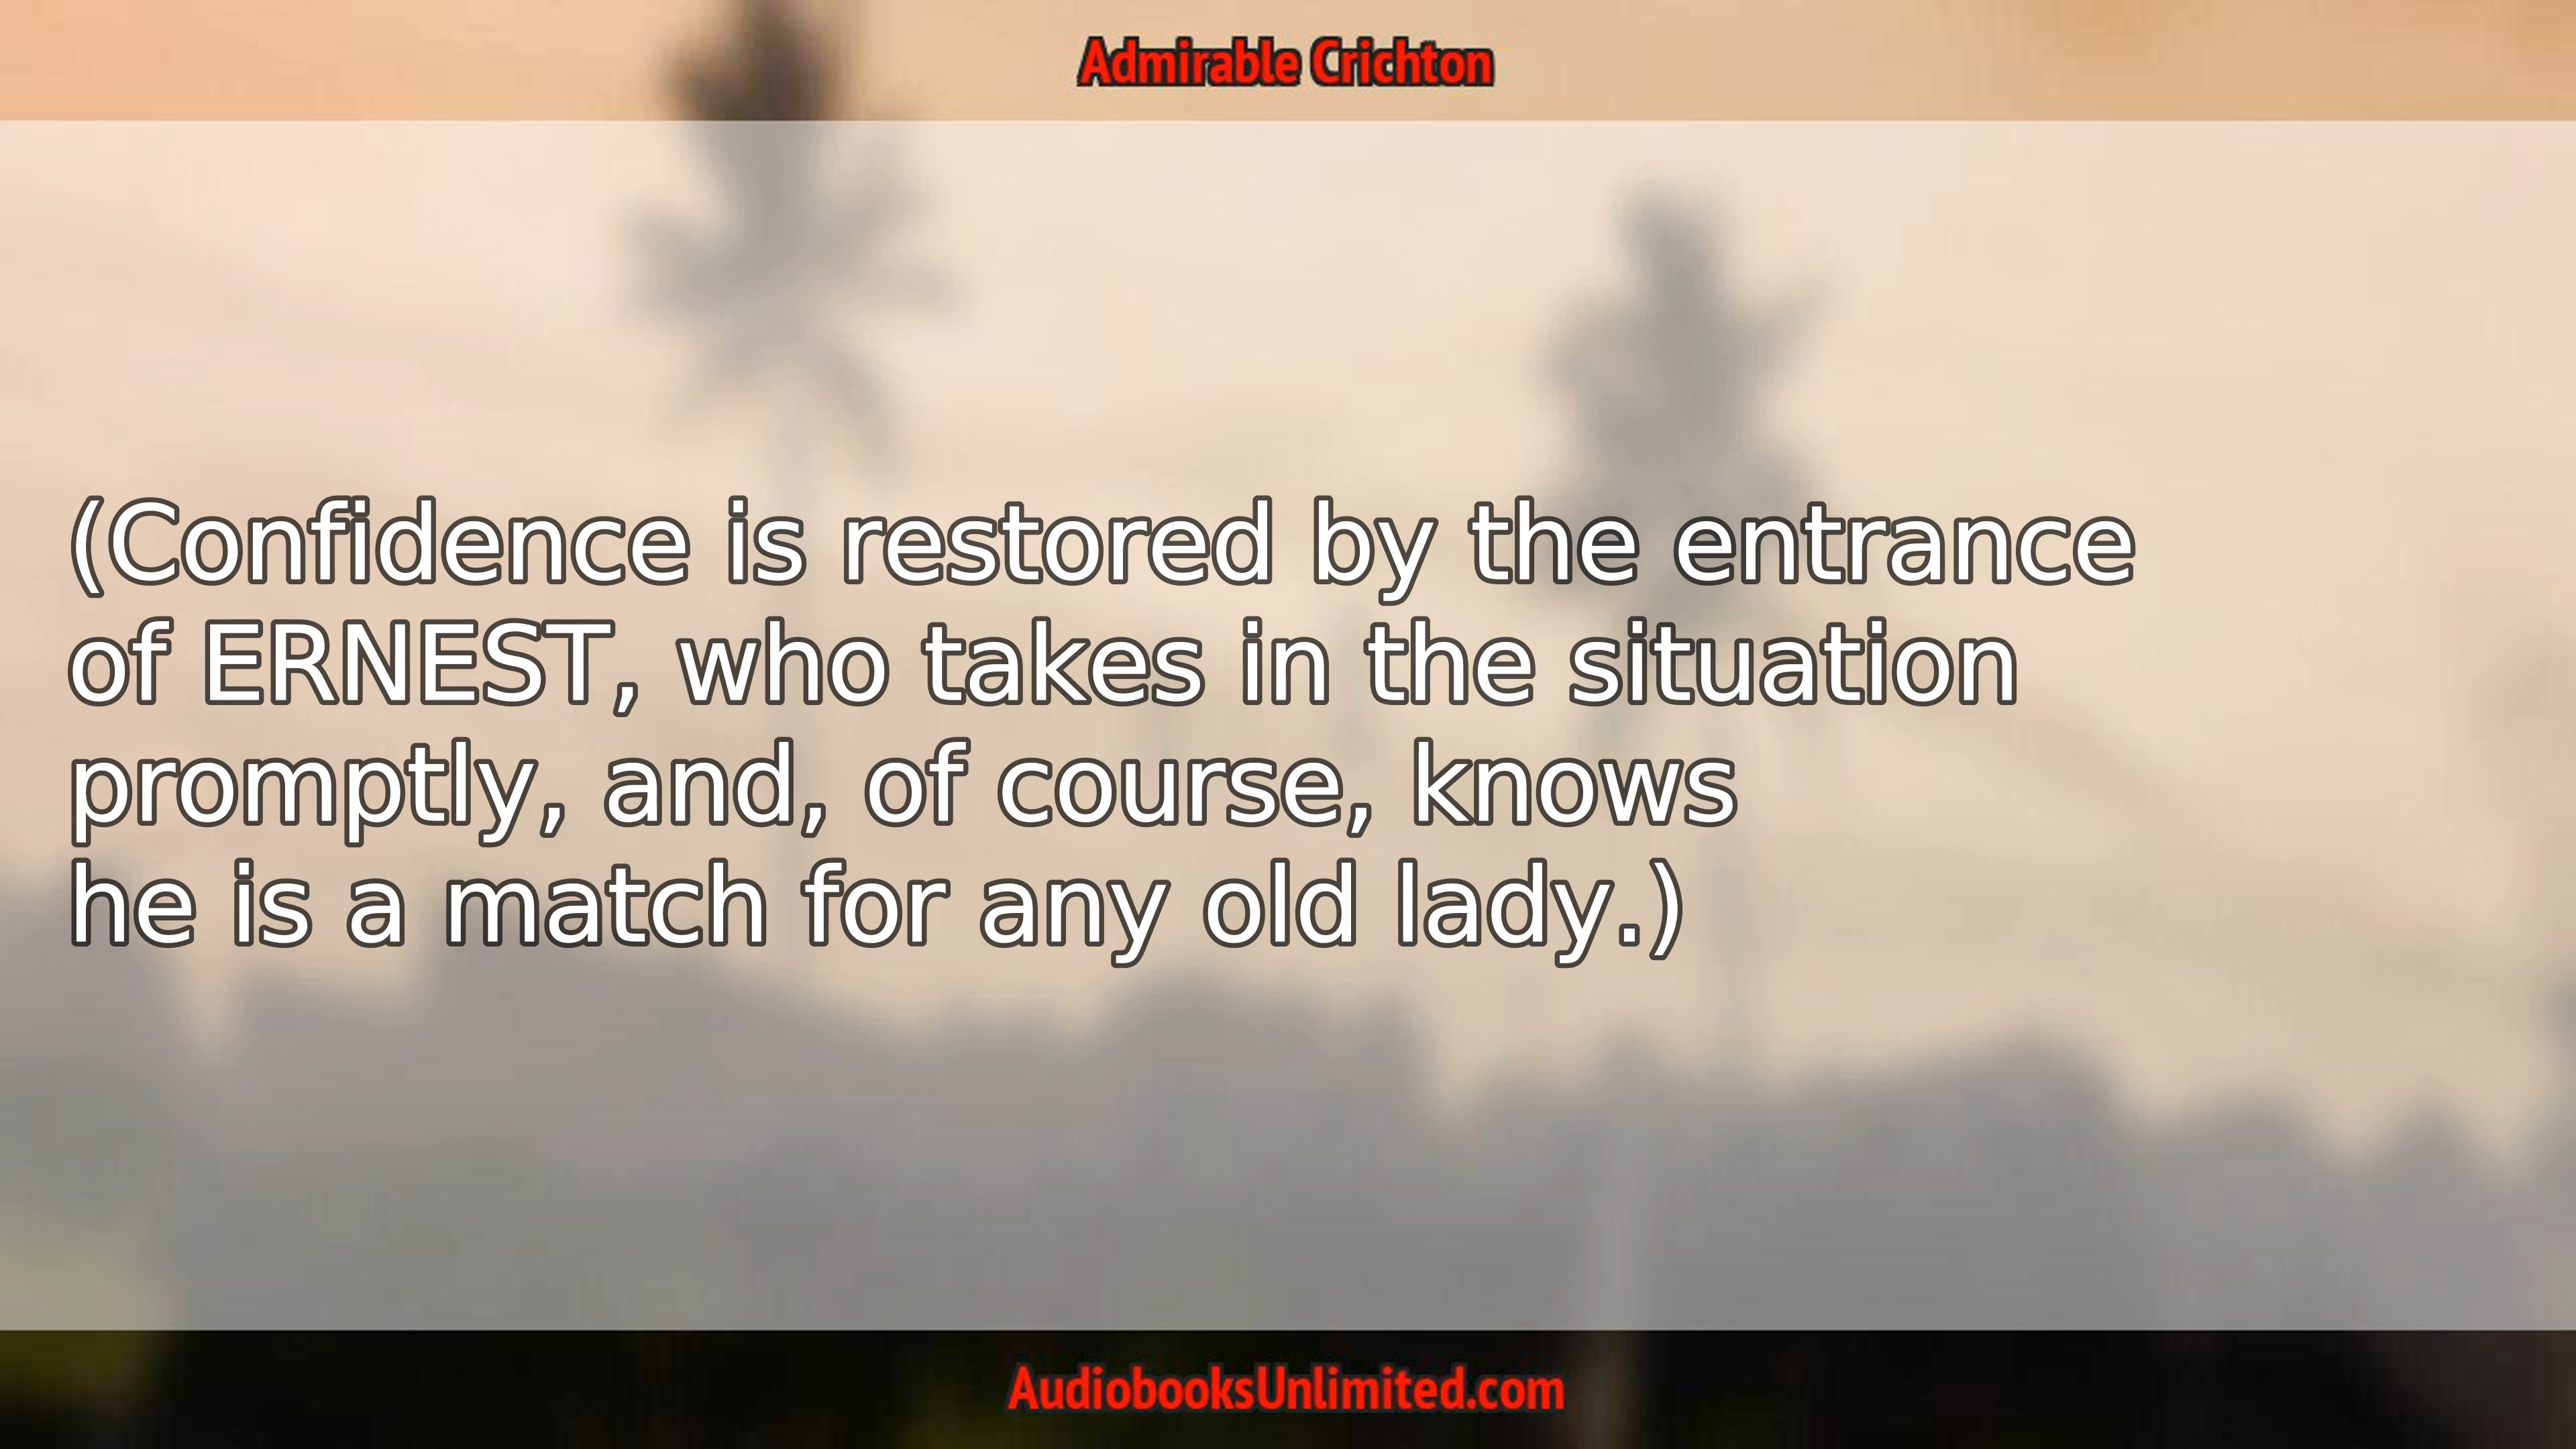 Admirable Crichton
(Confidence is restored by the entrance
of ERNEST, who takes in the situation
promptly, and, of course, knows
he is a match for any old lady.)
AudiobooksUnlimited.com